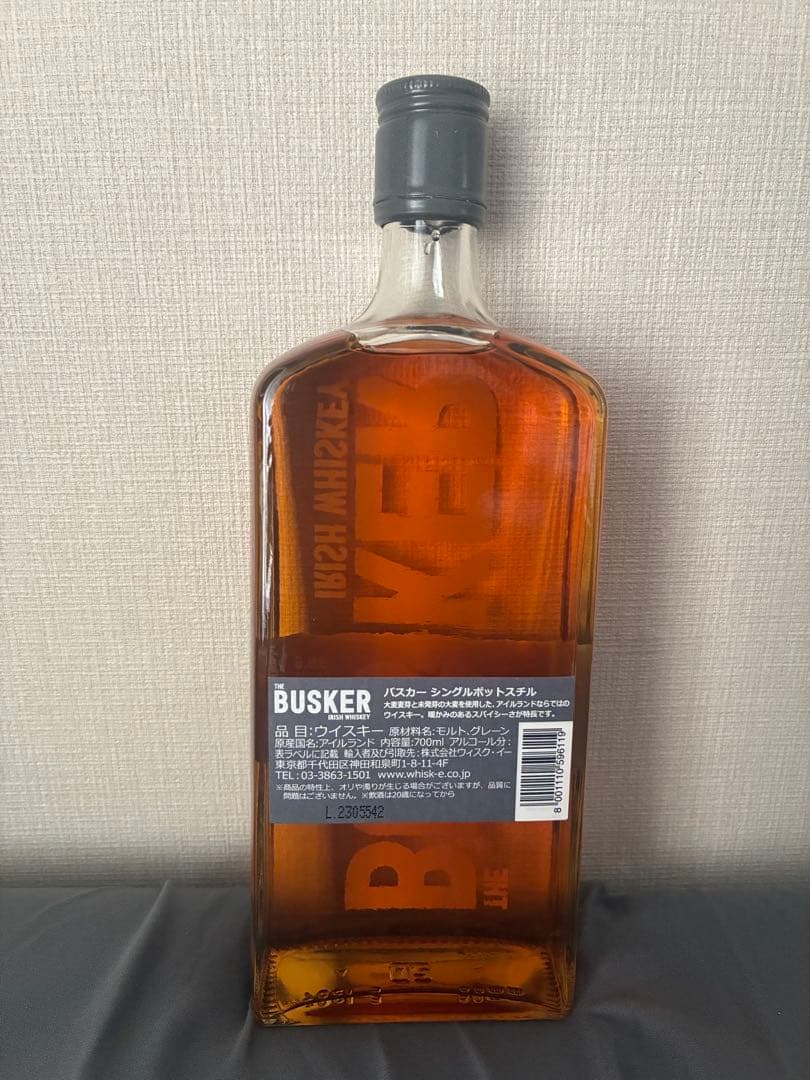 IRISH WHISKEY
THE BUSKER
THE
BUSKER
IRISH WHISKEY
バスカー シングルポットスチル
大麦麦芽と未発芽の大麦を使用した、アイルランドならではの
ウイスキー。暖かみのあるスパイシーさが特長です。
品 目:ウイスキー 原材料名:モルト、グレーン
原産国名:アイルランド 内容量:700ml アルコール分:
表ラベルに記載 輸入者及び引取先:株式会社ウィスク・イー
東京都千代田区神田和泉町1-8-11-4F
TEL:03-3863-1501 www.whisk-e.co.jp
※商品の特性上、オリや濁りが生じる場合がございますが、品質に
問題はございません。※飲酒は20歳になってから
L.2305542
8 001110 596119